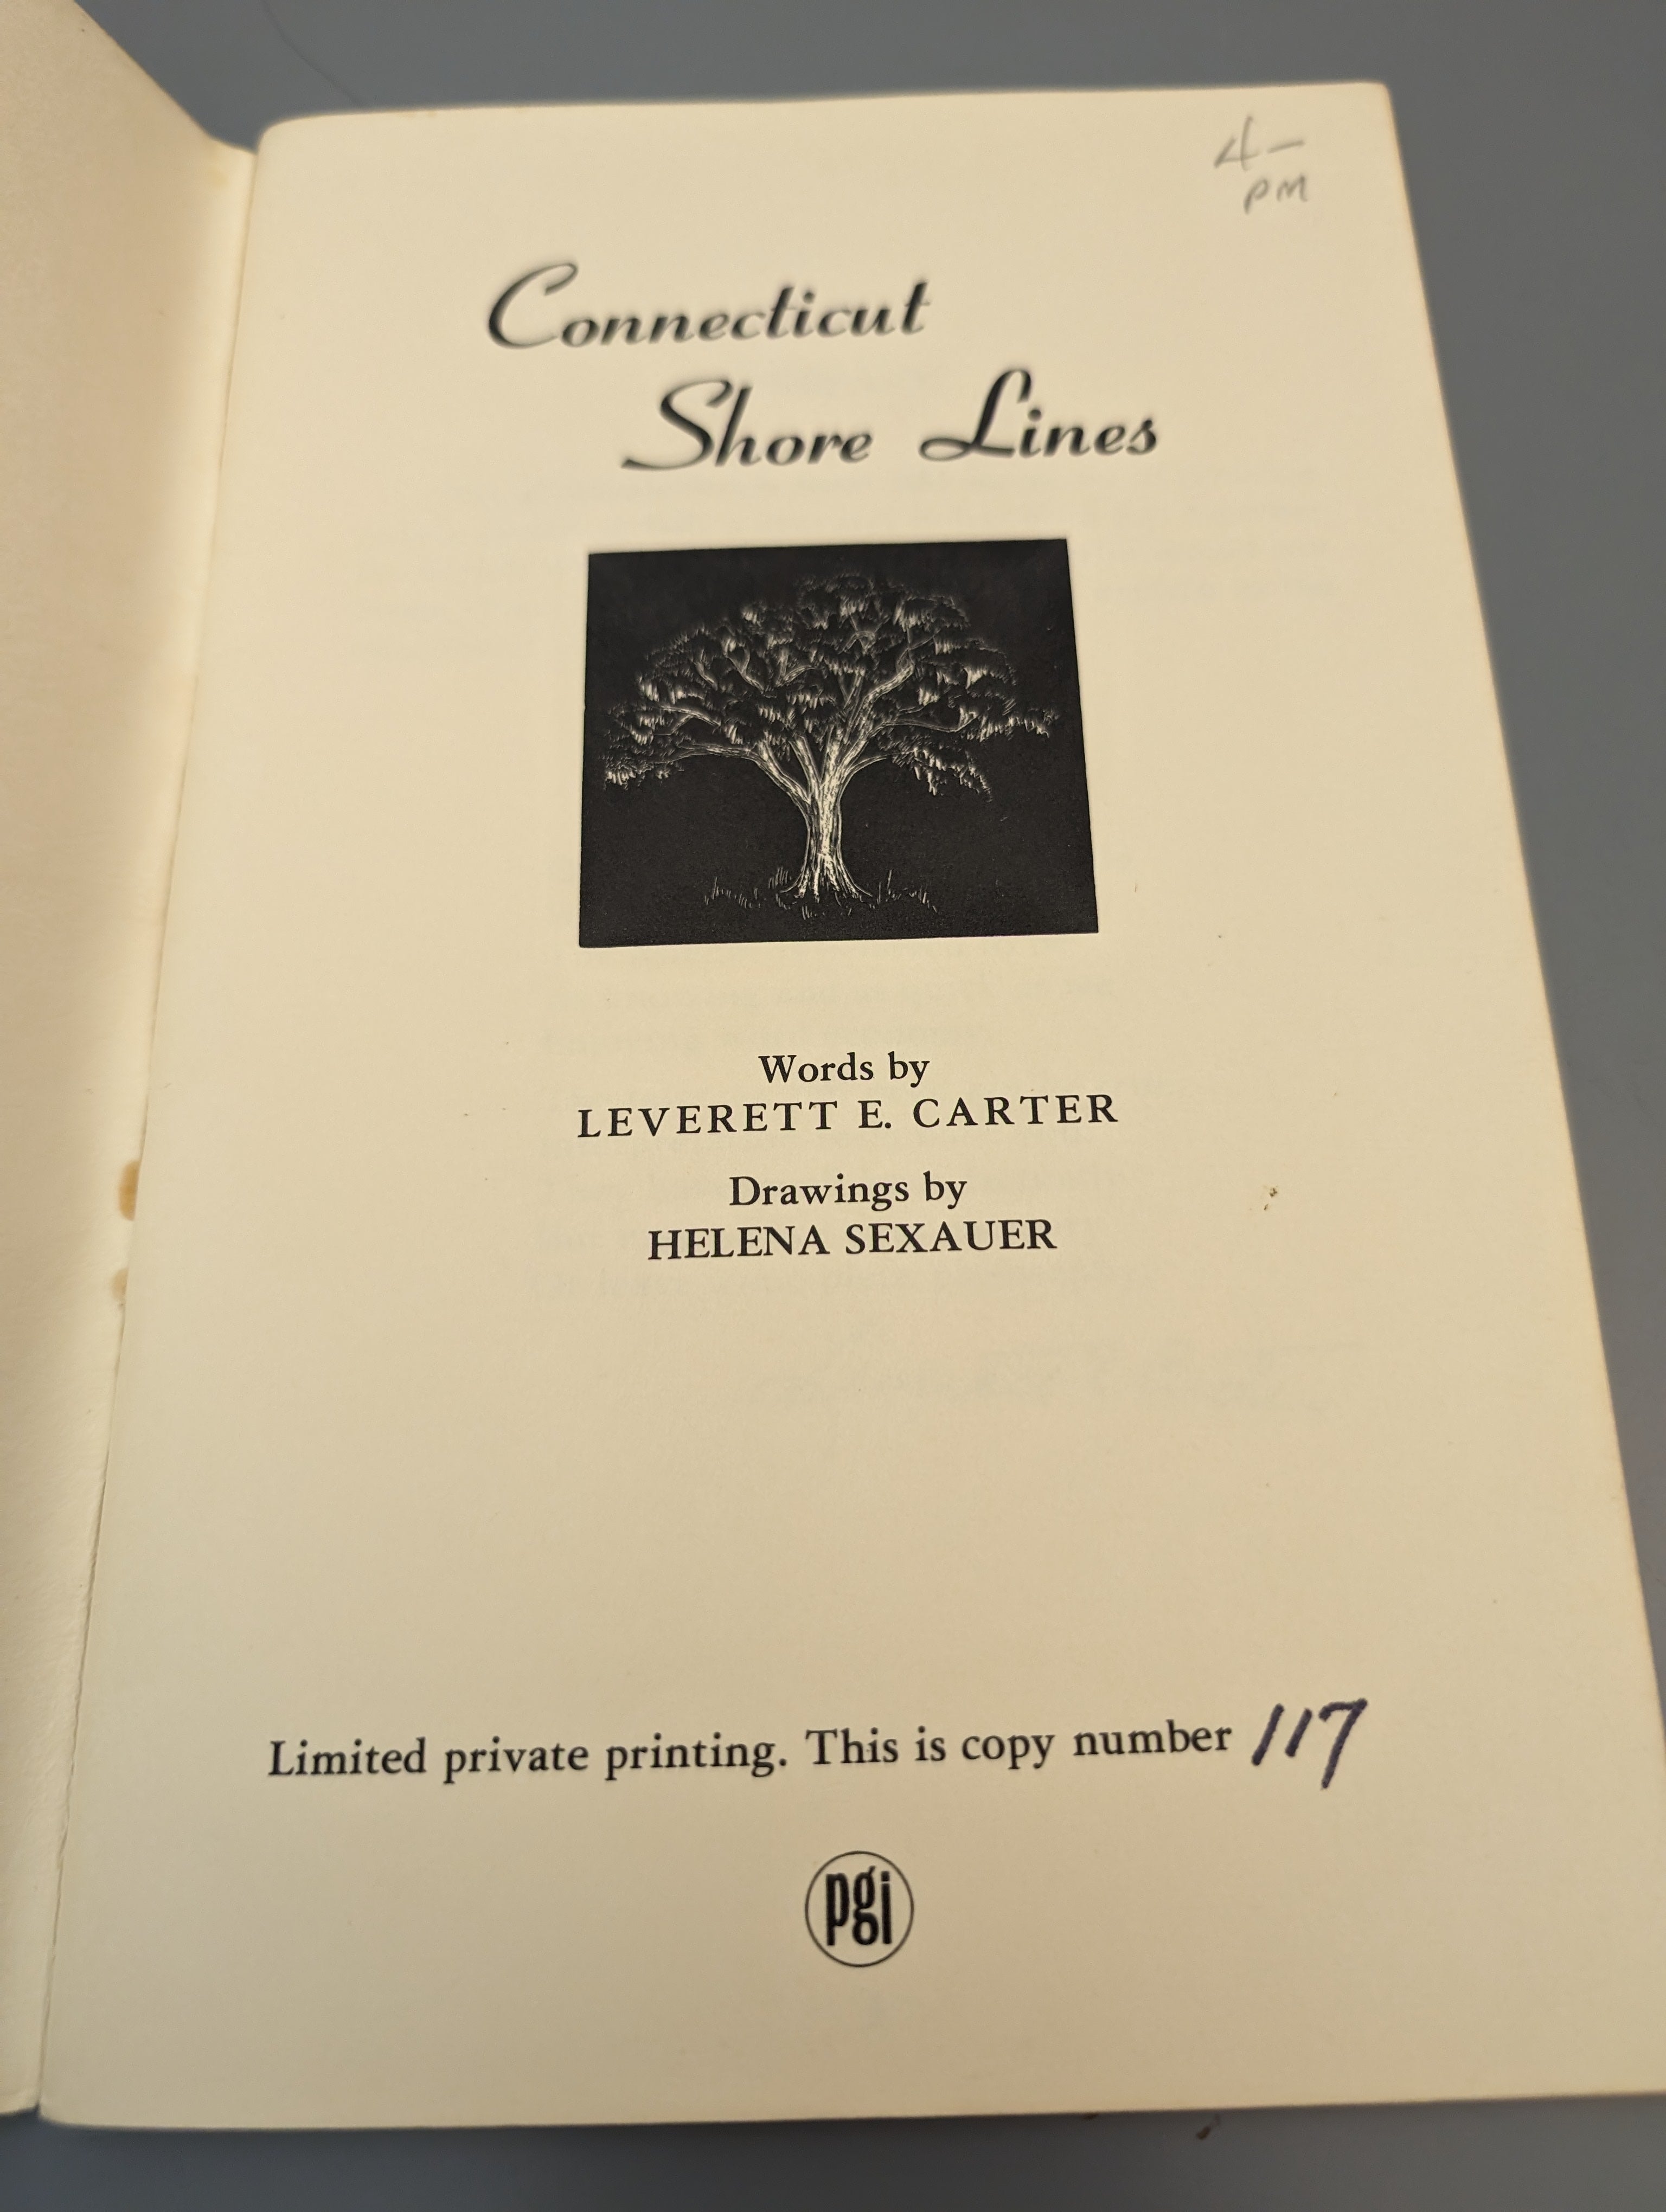 4-
PM
Connecticut
Shore Lines
Words by
LEVERETT E. CARTER
Drawings by
HELENA SEXAUER
Limited private printing. This is copy number 117
pgi